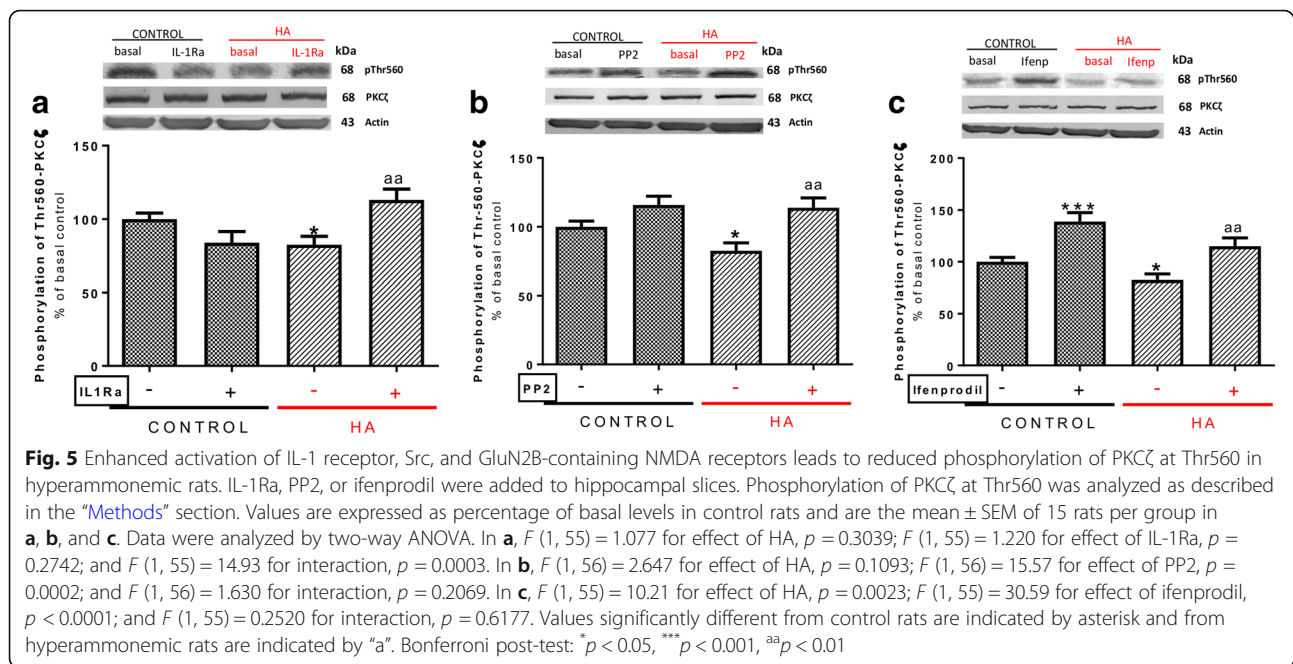 CONTROL HA
basal IL-1Ra basal IL-1Ra kDa
68 pThr560
68 PKCζ
43 Actin
a
Phosphorylation of Thr560-PKCζ
% of basal control
150
100
50
0
*
aa
IL1Ra - + - +
CONTROL HA
CONTROL HA
basal PP2 basal PP2 kDa
68 pThr560
68 PKCζ
43 Actin
b
Phosphorylation of Thr-560-PKCζ
% of basal control
150
100
50
0
*
aa
PP2 - + - +
CONTROL HA
CONTROL HA
basal Ifenp basal Ifenp kDa
68 pThr560
68 PKCζ
43 Actin
c
Phosphorylation of Thr560-PKCζ
% of basal control
200
150
100
50
0
***
*
aa
Ifenprodil - + - +
CONTROL HA
Fig. 5 Enhanced activation of IL-1 receptor, Src, and GluN2B-containing NMDA receptors leads to reduced phosphorylation of PKCζ at Thr560 in
hyperammonemic rats. IL-1Ra, PP2, or ifenprodil were added to hippocampal slices. Phosphorylation of PKCζ at Thr560 was analyzed as described
in the "Methods" section. Values are expressed as percentage of basal levels in control rats and are the mean ± SEM of 15 rats per group in
a, b, and c. Data were analyzed by two-way ANOVA. In a, F (1, 55) = 1.077 for effect of HA, p = 0.3039; F (1, 55) = 1.220 for effect of IL-1Ra, p =
0.2742; and F (1, 55) = 14.93 for interaction, p = 0.0003. In b, F (1, 56) = 2.647 for effect of HA, p = 0.1093; F (1, 56) = 15.57 for effect of PP2, p =
0.0002; and F (1, 56) = 1.630 for interaction, p = 0.2069. In c, F (1, 55) = 10.21 for effect of HA, p = 0.0023; F (1, 55) = 30.59 for effect of ifenprodil,
p < 0.0001; and F (1, 55) = 0.2520 for interaction, p = 0.6177. Values significantly different from control rats are indicated by asterisk and from
hyperammonemic rats are indicated by "a". Bonferroni post-test: *p < 0.05, ***p < 0.001, aap < 0.01